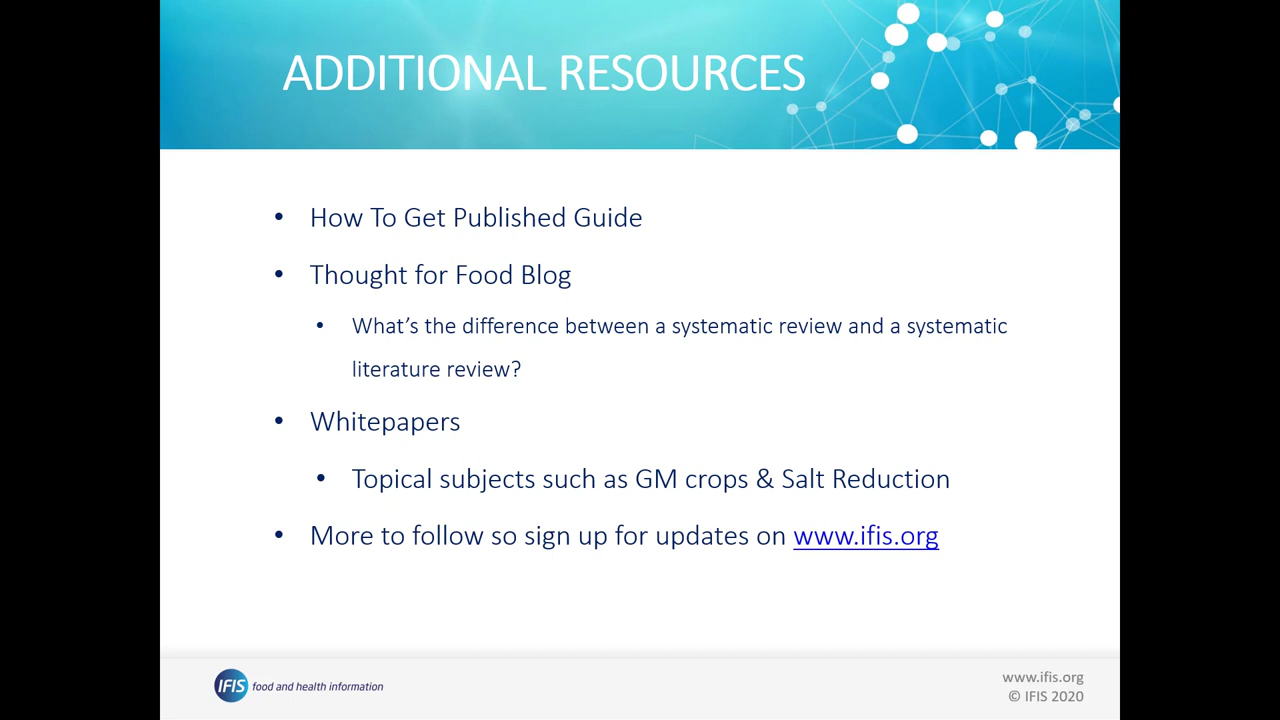 ADDITIONAL RESOURCES
• How To Get Published Guide
• Thought for Food Blog
• What’s the difference between a systematic review and a systematic
literature review?
• Whitepapers
• Topical subjects such as GM crops & Salt Reduction
• More to follow so sign up for updates on www.ifis.org
IFIS food and health information
www.ifis.org
© IFIS 2020